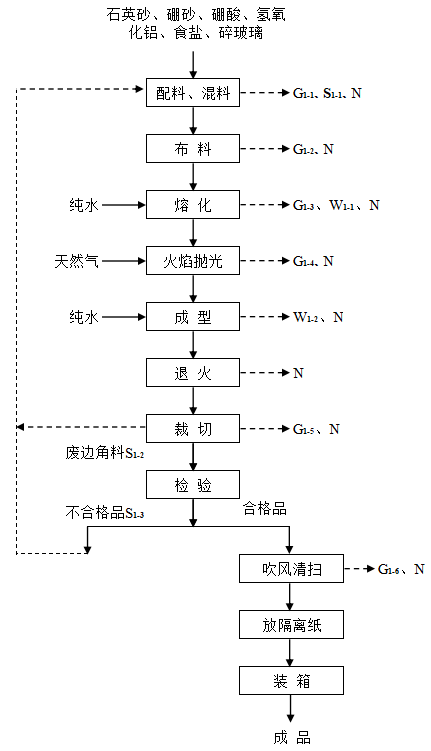 石英砂、硼砂、硼酸、氢氧
化铝、食盐、碎玻璃
配料、混料
G1-1、S1-1、N
布 料
G1-2、N
纯水
熔 化
G1-3、W1-1、N
天然气
火焰抛光
G1-4、N
纯水
成 型
W1-2、N
退 火
N
裁 切
G1-5、N
废边角料S1-2
检 验
不合格品S1-3
合格品
吹风清扫
G1-6、N
放隔离纸
装 箱
成 品